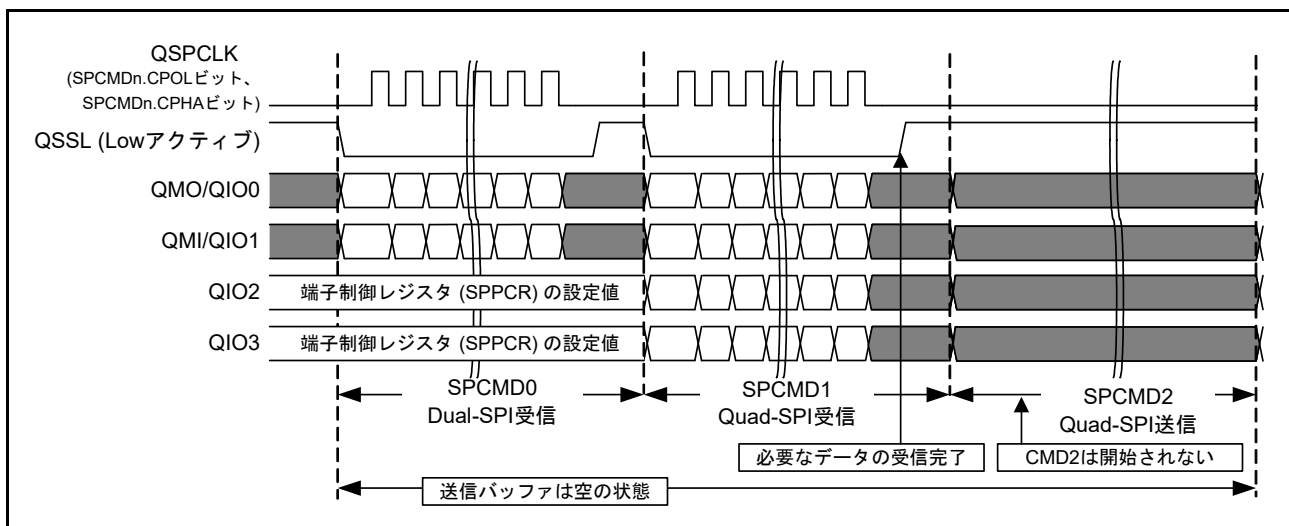 QSPCLK
(SPCMDn.CPOLビット、
SPCMDn.CPHAビット)
QSSL (Lowアクティブ)
QMO/QIO0
QMI/QIO1
QIO2
端子制御レジスタ (SPPCR) の設定値
QIO3
端子制御レジスタ (SPPCR) の設定値
SPCMD0
Dual-SPI受信
SPCMD1
Quad-SPI受信
SPCMD2
Quad-SPI送信
必要なデータの受信完了
CMD2は開始されない
送信バッファは空の状態